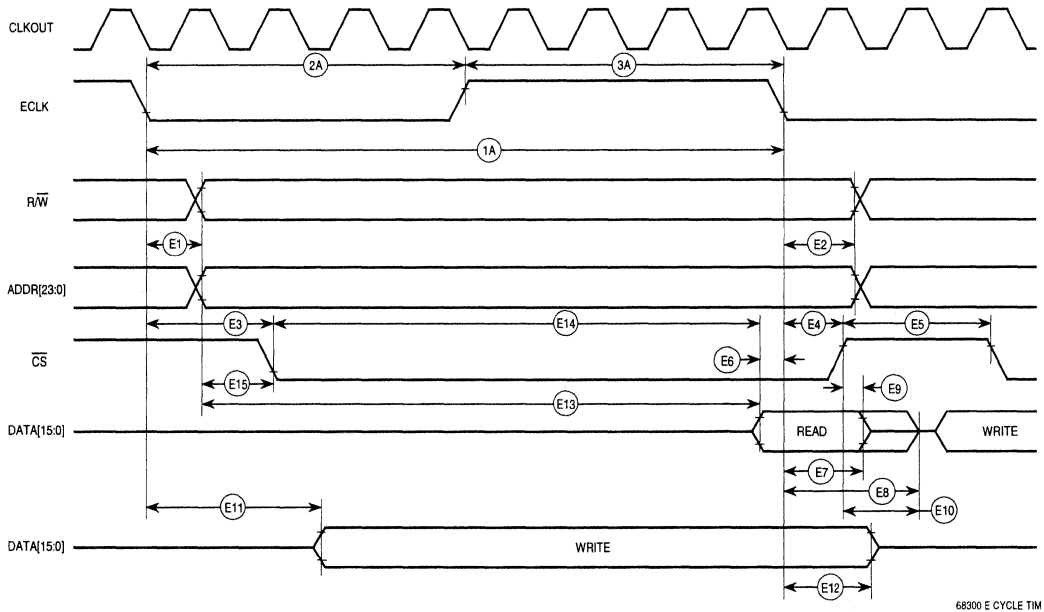 CLKOUT
2A
3A
ECLK
1A
R/W
E1
E2
ADDR[23:0]
E3
E14
E4
E5
CS
E6
E15
E9
E13
DATA[15:0]
READ
WRITE
E7
E8
E11
E10
DATA[15:0]
WRITE
E12
68300 E CYCLE TIM